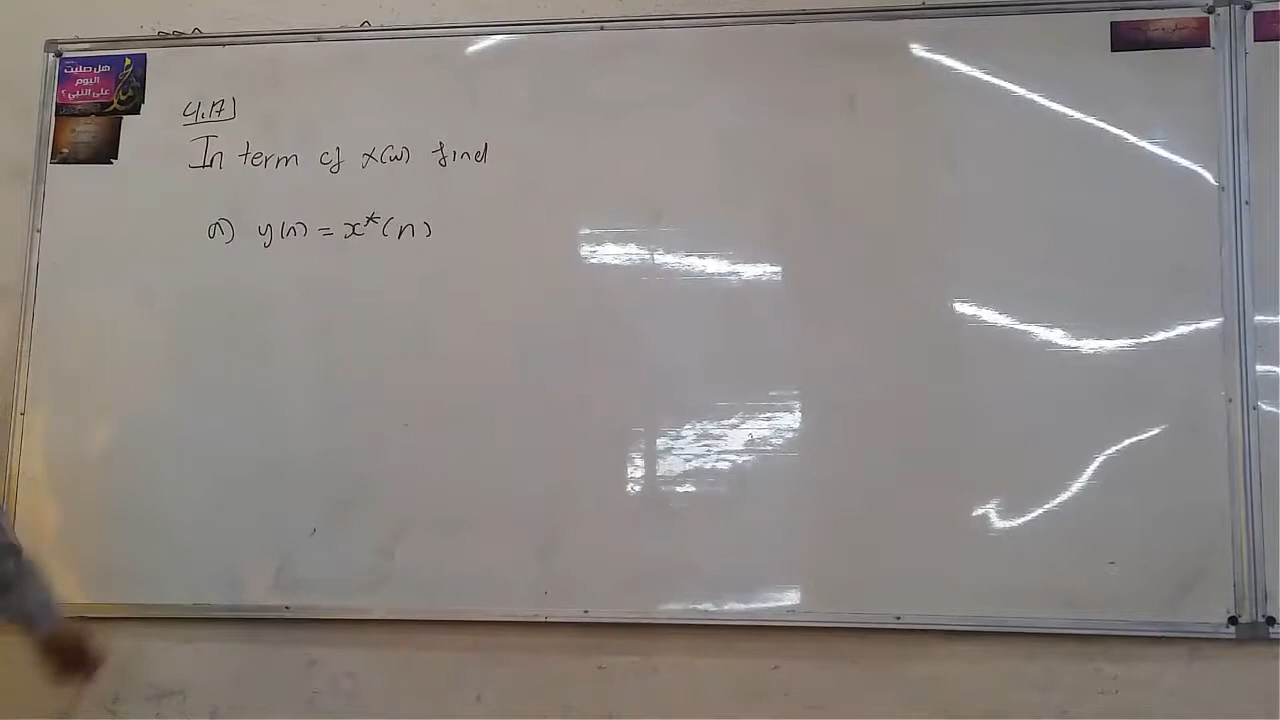 هل صليت
اليوم
على النبي ؟
4.17
In term of X(w) find
a) y(n) = x*(n)